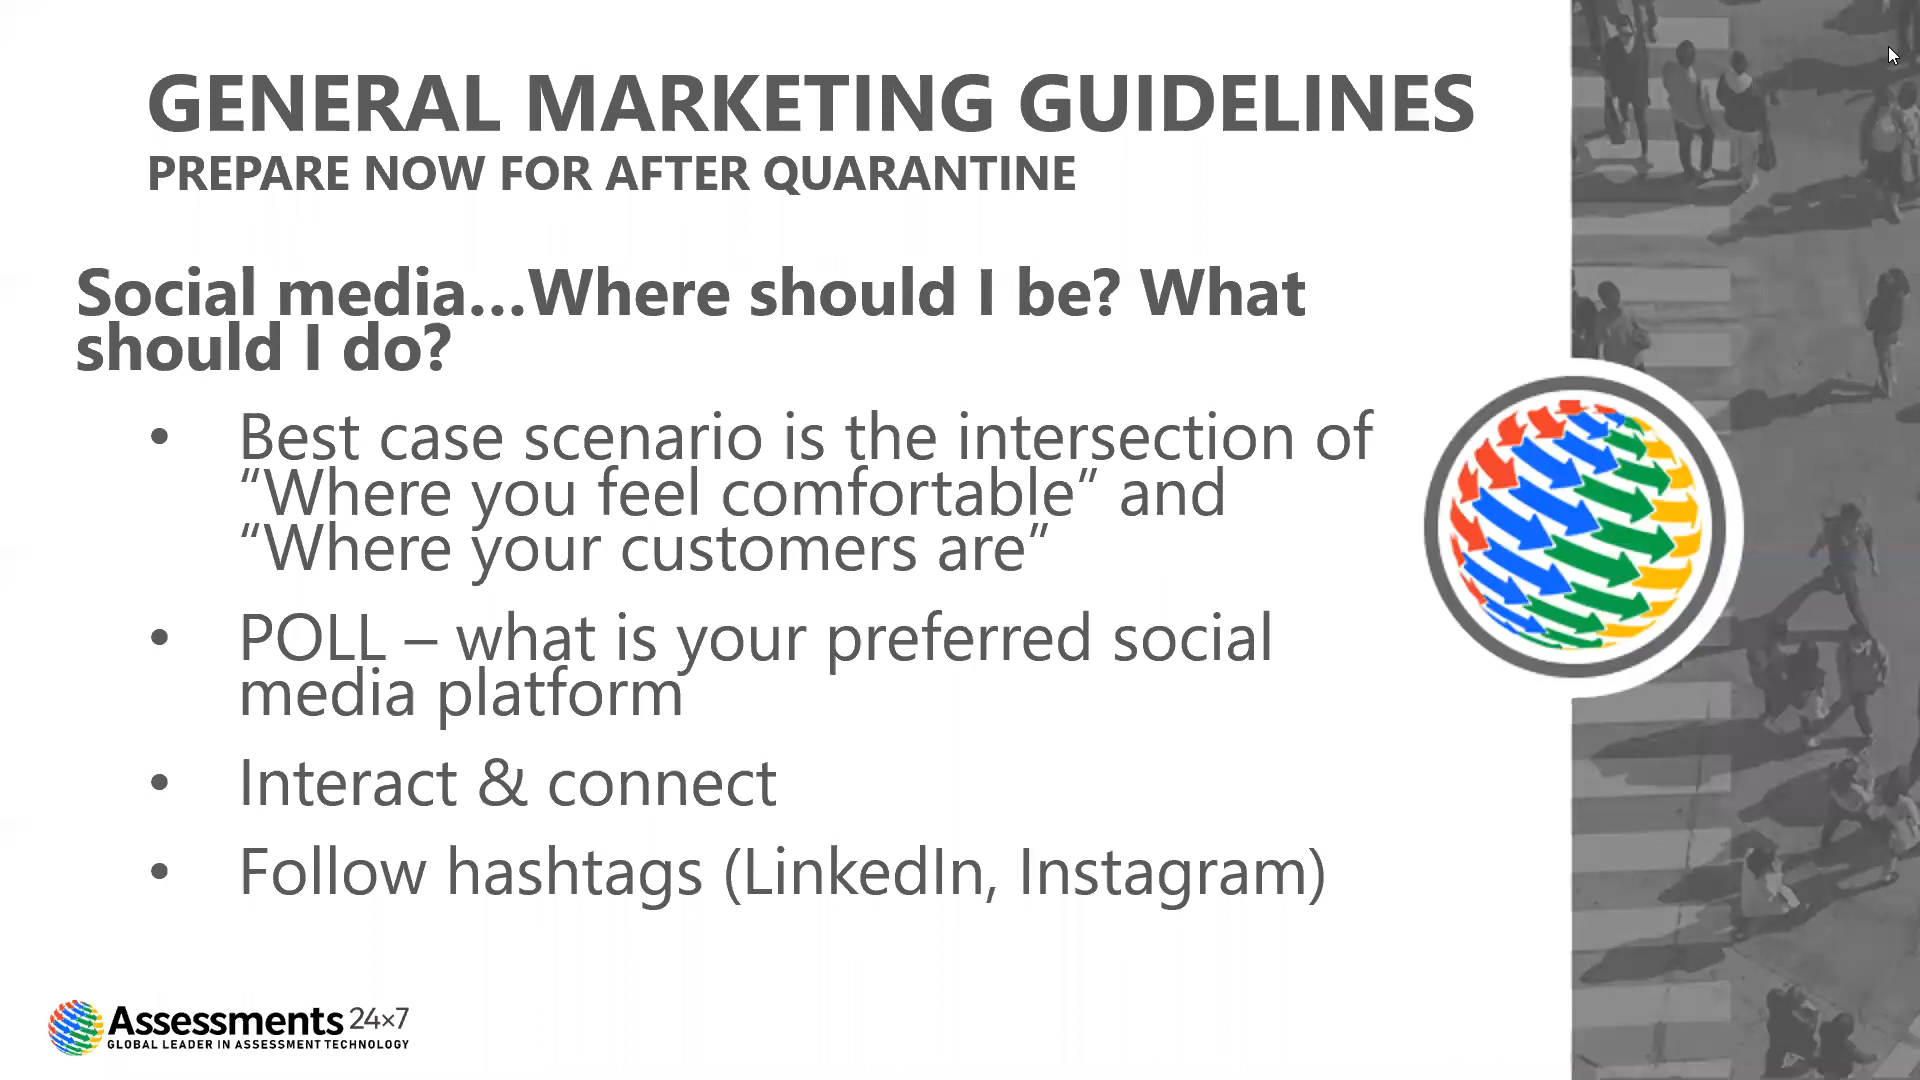 GENERAL MARKETING GUIDELINES
PREPARE NOW FOR AFTER QUARANTINE
Social media...Where should I be? What
should I do?
• Best case scenario is the intersection of
“Where you feel comfortable” and
“Where your customers are”
• POLL – what is your preferred social
media platform
• Interact & connect
• Follow hashtags (LinkedIn, Instagram)
Assessments 24×7
GLOBAL LEADER IN ASSESSMENT TECHNOLOGY